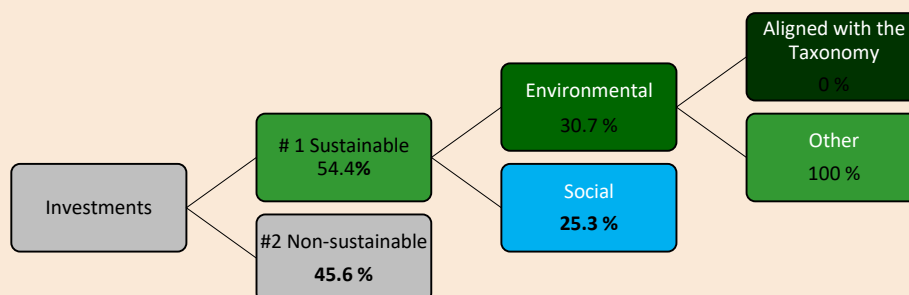 Investments
# 1 Sustainable
54.4%
#2 Non-sustainable
45.6 %
Environmental
30.7 %
Social
25.3 %
Aligned with the
Taxonomy
0 %
Other
100 %